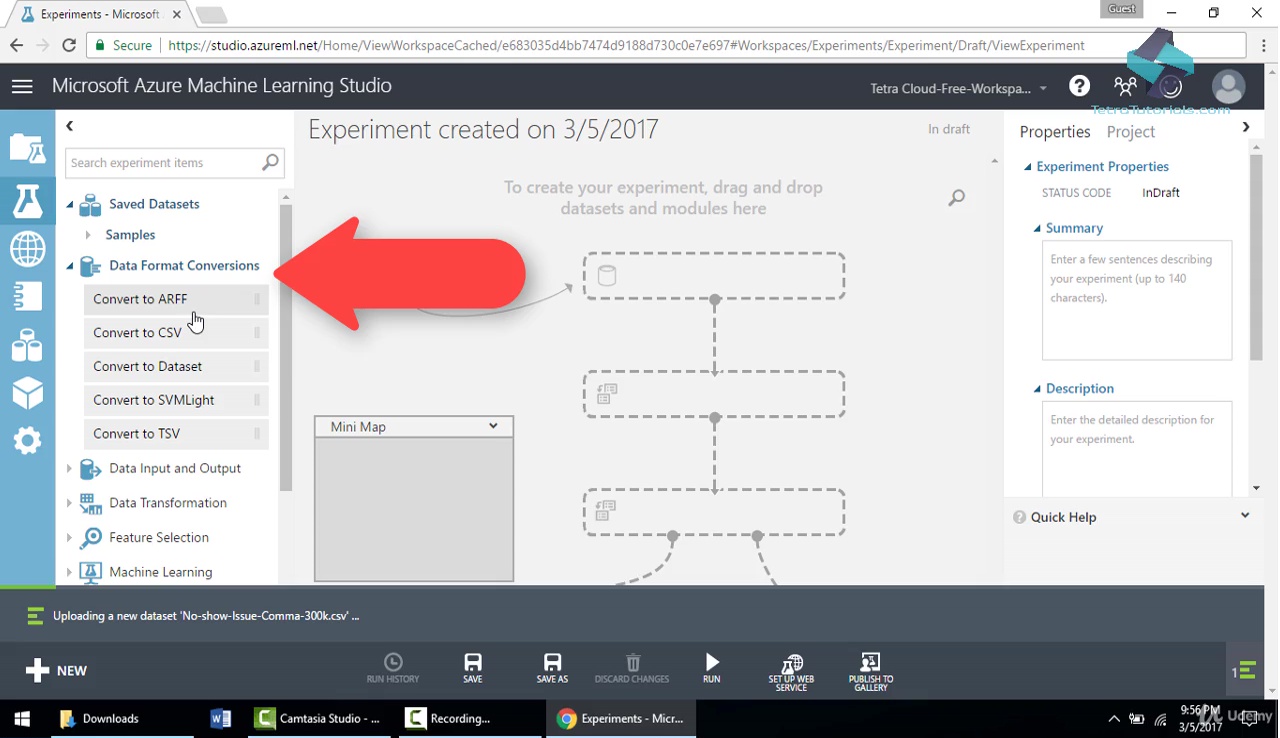 Experiments - Microsoft
Guest
Secure
https://studio.azureml.net/Home/ViewWorkspaceCached/e683035d4bb7474d9188d730c0e7e697#Workspaces/Experiments/Experiment/Draft/ViewExperiment
Microsoft Azure Machine Learning Studio
Tetra Cloud-Free-Workspa...
TetraTutorials.com
Search experiment items
Saved Datasets
Samples
Data Format Conversions
Convert to ARFF
Convert to CSV
Convert to Dataset
Convert to SVMLight
Convert to TSV
Data Input and Output
Data Transformation
Feature Selection
Machine Learning
Experiment created on 3/5/2017
In draft
To create your experiment, drag and drop
datasets and modules here
Mini Map
Properties
Project
Experiment Properties
STATUS CODE
InDraft
Summary
Enter a few sentences describing
your experiment (up to 140
characters).
Description
Enter the detailed description for
your experiment.
Quick Help
Uploading a new dataset 'No-show-Issue-Comma-300k.csv' ...
NEW
RUN HISTORY
SAVE
SAVE AS
DISCARD CHANGES
RUN
SET UP WEB
SERVICE
PUBLISH TO
GALLERY
1
Downloads
Camtasia Studio - ...
Recording...
Experiments - Micr...
9:56 PM
3/5/2017
Udemy